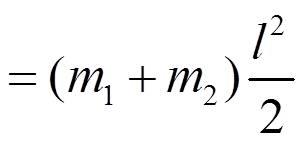 = (m₁ + m₂) l²/2